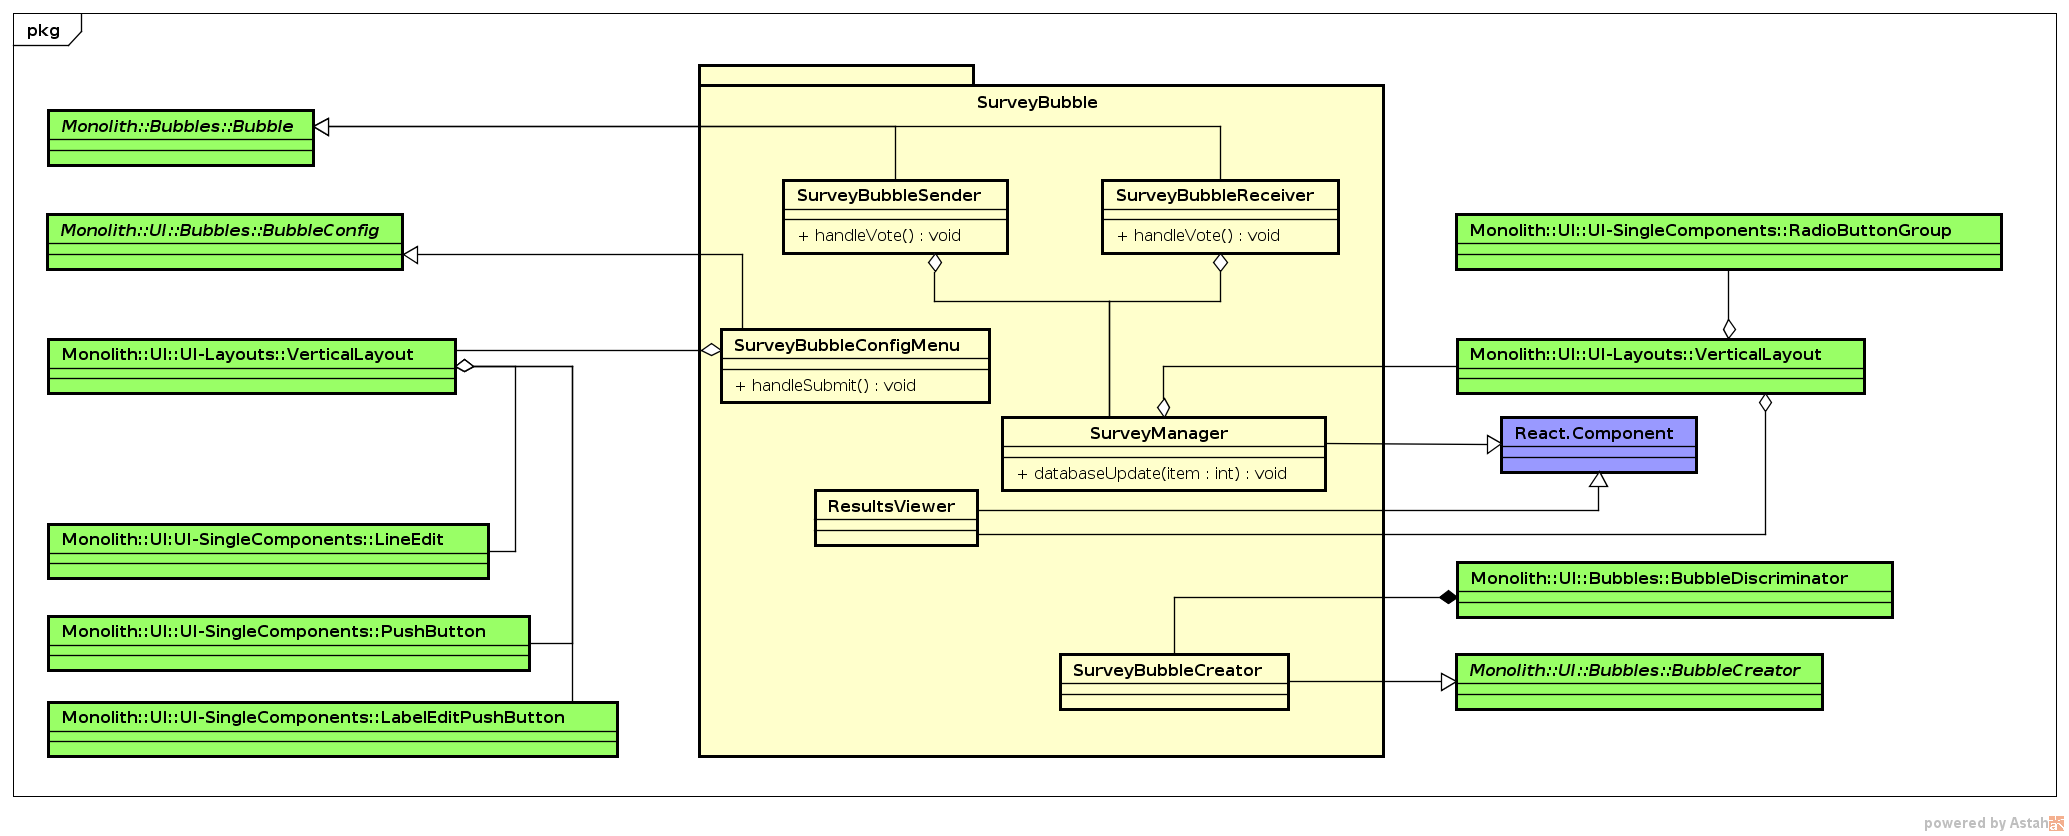 pkg
SurveyBubble
Monolith::Bubbles::Bubble
SurveyBubbleSender
+ handleVote() : void
SurveyBubbleReceiver
+ handleVote() : void
Monolith::UI::Bubbles::BubbleConfig
Monolith::UI::UI-SingleComponents::RadioButtonGroup
Monolith::UI::UI-Layouts::VerticalLayout
SurveyBubbleConfigMenu
+ handleSubmit() : void
Monolith::UI::UI-Layouts::VerticalLayout
SurveyManager
+ databaseUpdate(item : int) : void
React.Component
ResultsViewer
Monolith::UI:UI-SingleComponents::LineEdit
Monolith::UI::Bubbles::BubbleDiscriminator
Monolith::UI::UI-SingleComponents::PushButton
SurveyBubbleCreator
Monolith::UI::Bubbles::BubbleCreator
Monolith::UI::UI-SingleComponents::LabelEditPushButton
powered by Astah